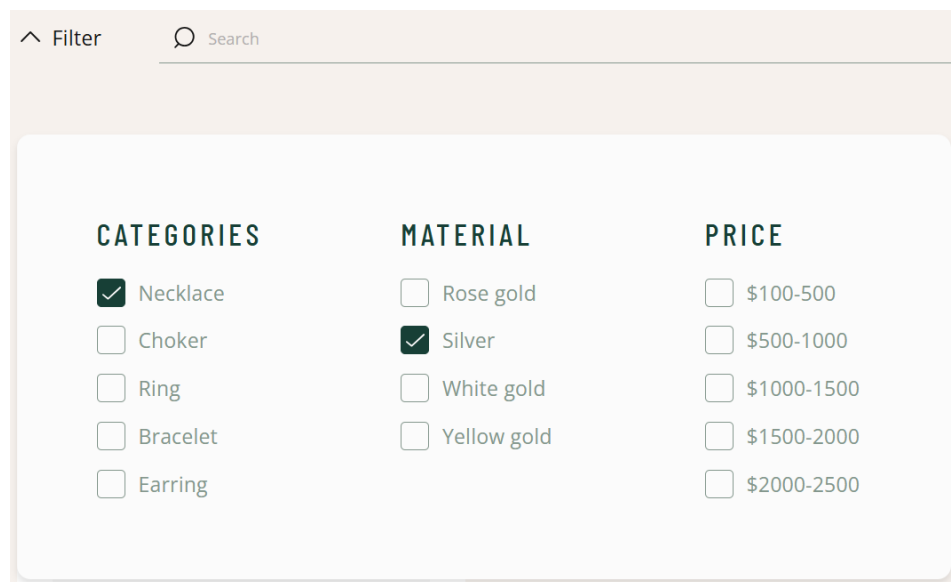 Filter
Search
CATEGORIES
Necklace
Choker
Ring
Bracelet
Earring
MATERIAL
Rose gold
Silver
White gold
Yellow gold
PRICE
$100-500
$500-1000
$1000-1500
$1500-2000
$2000-2500